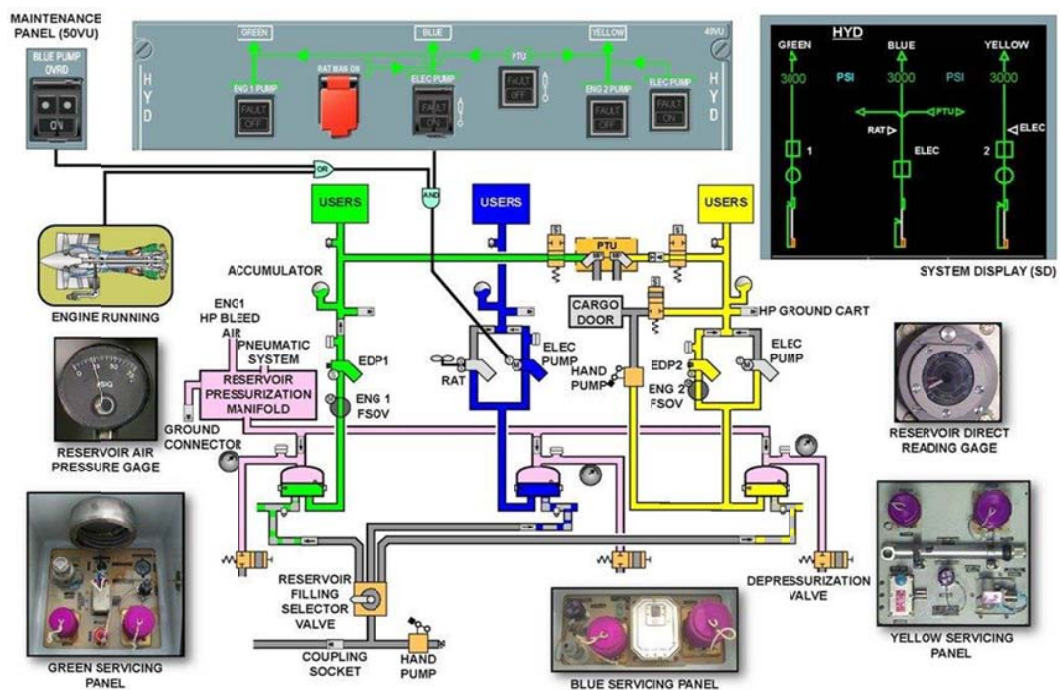 MAINTENANCE
PANEL (50VU)
BLUE PUMP
OVRD
ON
GREEN
BLUE
YELLOW
40VU
HYD
HYD
RAT MAN ON
PTU
FAULT
OFF
ENG 1 PUMP
FAULT
OFF
ELEC PUMP
FAULT
ON
ENG 2 PUMP
FAULT
OFF
ELEC PUMP
FAULT
ON
HYD
GREEN
BLUE
YELLOW
3000
PSI
3000
PSI
3000
PTU
RAT
ELEC
1
ELEC
2
SYSTEM DISPLAY (SD)
OR
AND
ENGINE RUNNING
USERS
USERS
USERS
PTU
ACCUMULATOR
CARGO
DOOR
HP GROUND CART
ENG1
HP BLEED
AIR
PNEUMATIC
SYSTEM
RESERVOIR
PRESSURIZATION
MANIFOLD
GROUND
CONNECTOR
EDP1
ENG 1
FSOV
RAT
M
ELEC
PUMP
HAND
PUMP
EDP2
ENG 2
FSOV
M
ELEC
PUMP
PSIG
RESERVOIR AIR
PRESSURE GAGE
RESERVOIR DIRECT
READING GAGE
RESERVOIR
FILLING
SELECTOR
VALVE
COUPLING
SOCKET
HAND
PUMP
DEPRESSURIZATION
VALVE
GREEN SERVICING
PANEL
BLUE SERVICING PANEL
YELLOW SERVICING
PANEL